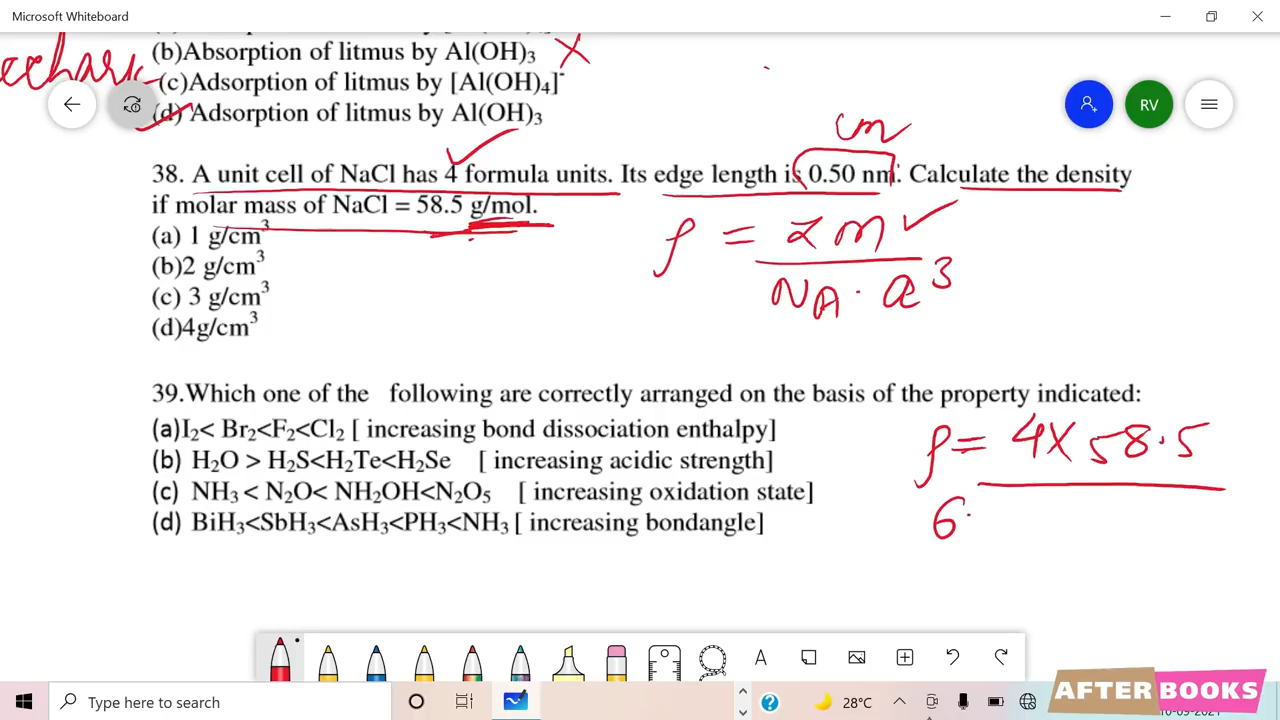 Microsoft Whiteboard
(b)Absorption of litmus by Al(OH)3 X
(c)Adsorption of litmus by [Al(OH)4]-
(d) Adsorption of litmus by Al(OH)3
RV
cm
38. A unit cell of NaCl has 4 formula units. Its edge length is 0.50 nm. Calculate the density
if molar mass of NaCl = 58.5 g/mol.
(a) 1 g/cm³
(b)2 g/cm³
(c) 3 g/cm³
(d)4g/cm³
ρ = zm
NA · a³
39.Which one of the following are correctly arranged on the basis of the property indicated:
(a)I2< Br2<F2<Cl2 [ increasing bond dissociation enthalpy]
(b) H2O > H2S<H2Te<H2Se [ increasing acidic strength]
(c) NH3 < N2O< NH2OH<N2O5 [ increasing oxidation state]
(d) BiH3<SbH3<AsH3<PH3<NH3 [ increasing bondangle]
ρ = 4X 58.5
6.
A
AFTERBOOKS
Type here to search
28°C